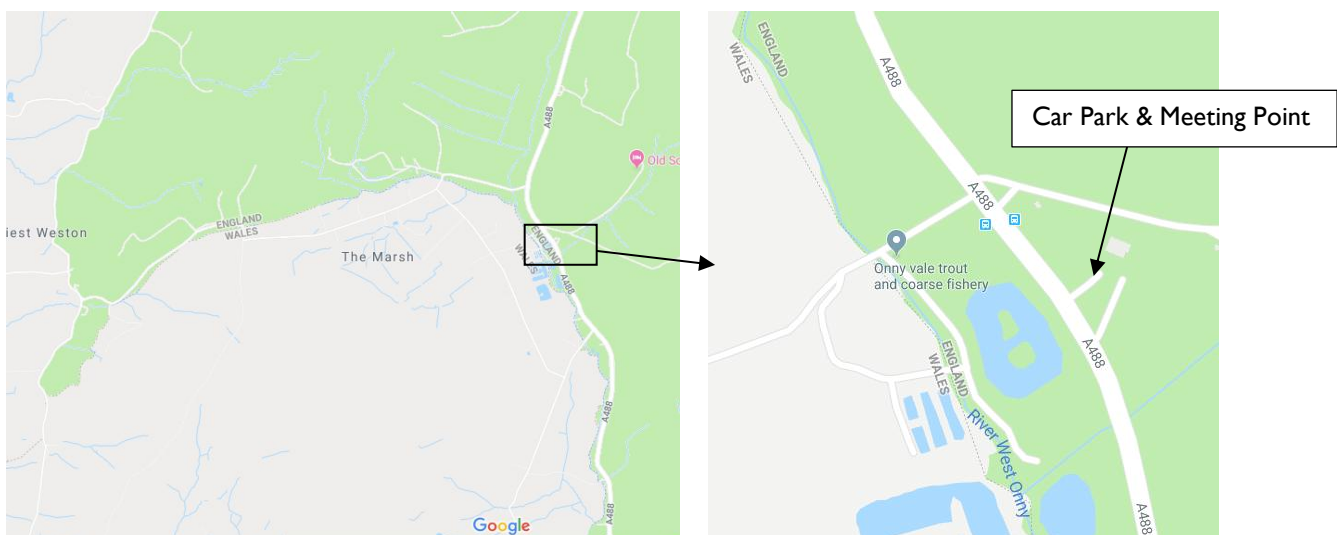 A488
Old Sc
ENGLAND
WALES
iest Weston
The Marsh
ENGLAND
WALES
A488
A488
A488
Google
ENGLAND
WALES
A488
Car Park & Meeting Point
A488
Onny vale trout
and coarse fishery
A488
ENGLAND
WALES
River West Onny
A488